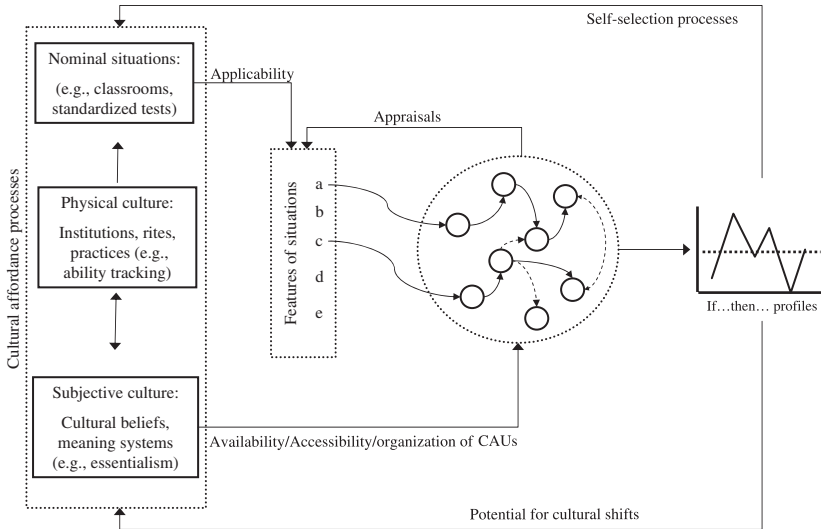 Self-selection processes
Cultural affordance processes
Nominal situations:
(e.g., classrooms,
standardized tests)
Applicability
Physical culture:
Institutions, rites,
practices (e.g.,
ability tracking)
Subjective culture:
Cultural beliefs,
meaning systems
(e.g., essentialism)
Appraisals
Features of situations
a
b
c
d
e
If…then… profiles
Availability/Accessibility/organization of CAUs
Potential for cultural shifts